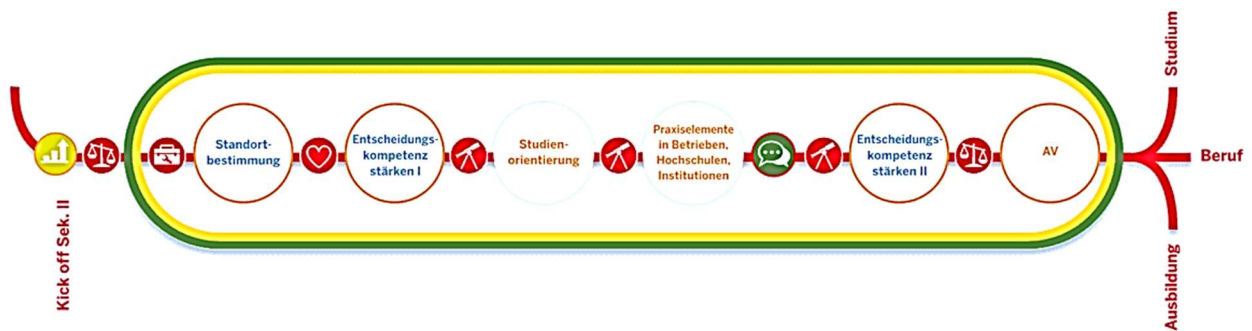 Kick off Sek. II
Standort-
bestimmung
Entscheidungs-
kompetenz
stärken I
Studien-
orientierung
Praxiselemente
in Betrieben,
Hochschulen,
Institutionen
Entscheidungs-
kompetenz
stärken II
AV
Studium
Beruf
Ausbildung